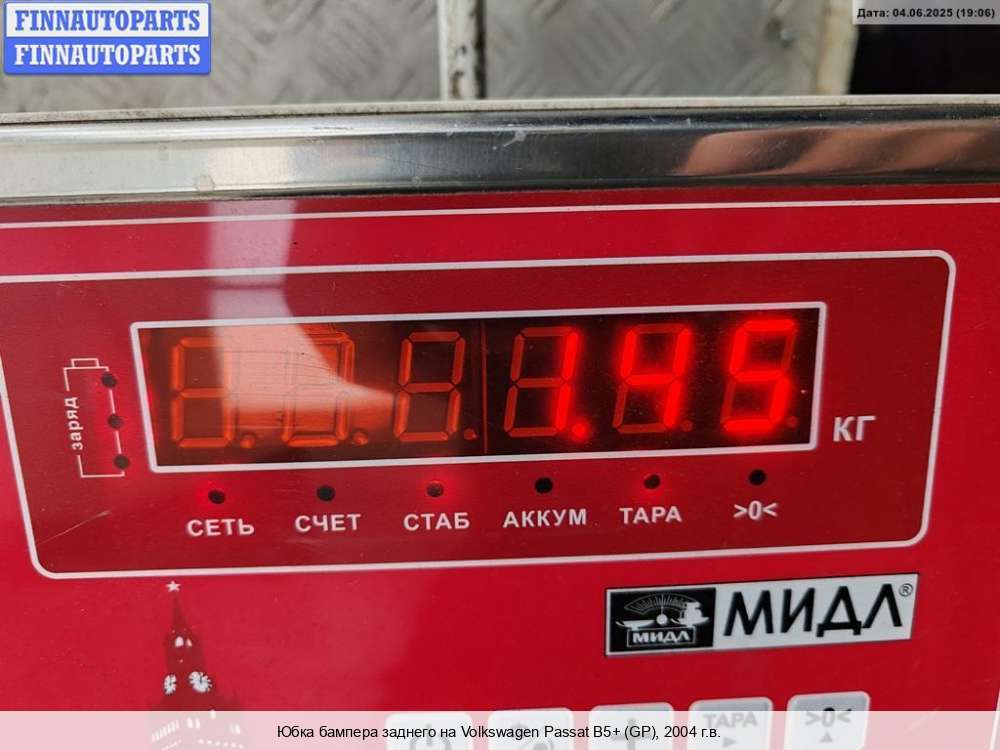 FINNAUTOPARTS
FINNAUTOPARTS
Дата: 04.06.2025 (19:06)
заряд
1.45
КГ
СЕТЬ СЧЕТ СТАБ АККУМ ТАРА >0<
МИДЛ МИДЛ®
ТАРА >0<
Юбка бампера заднего на Volkswagen Passat B5+ (GP), 2004 г.в.